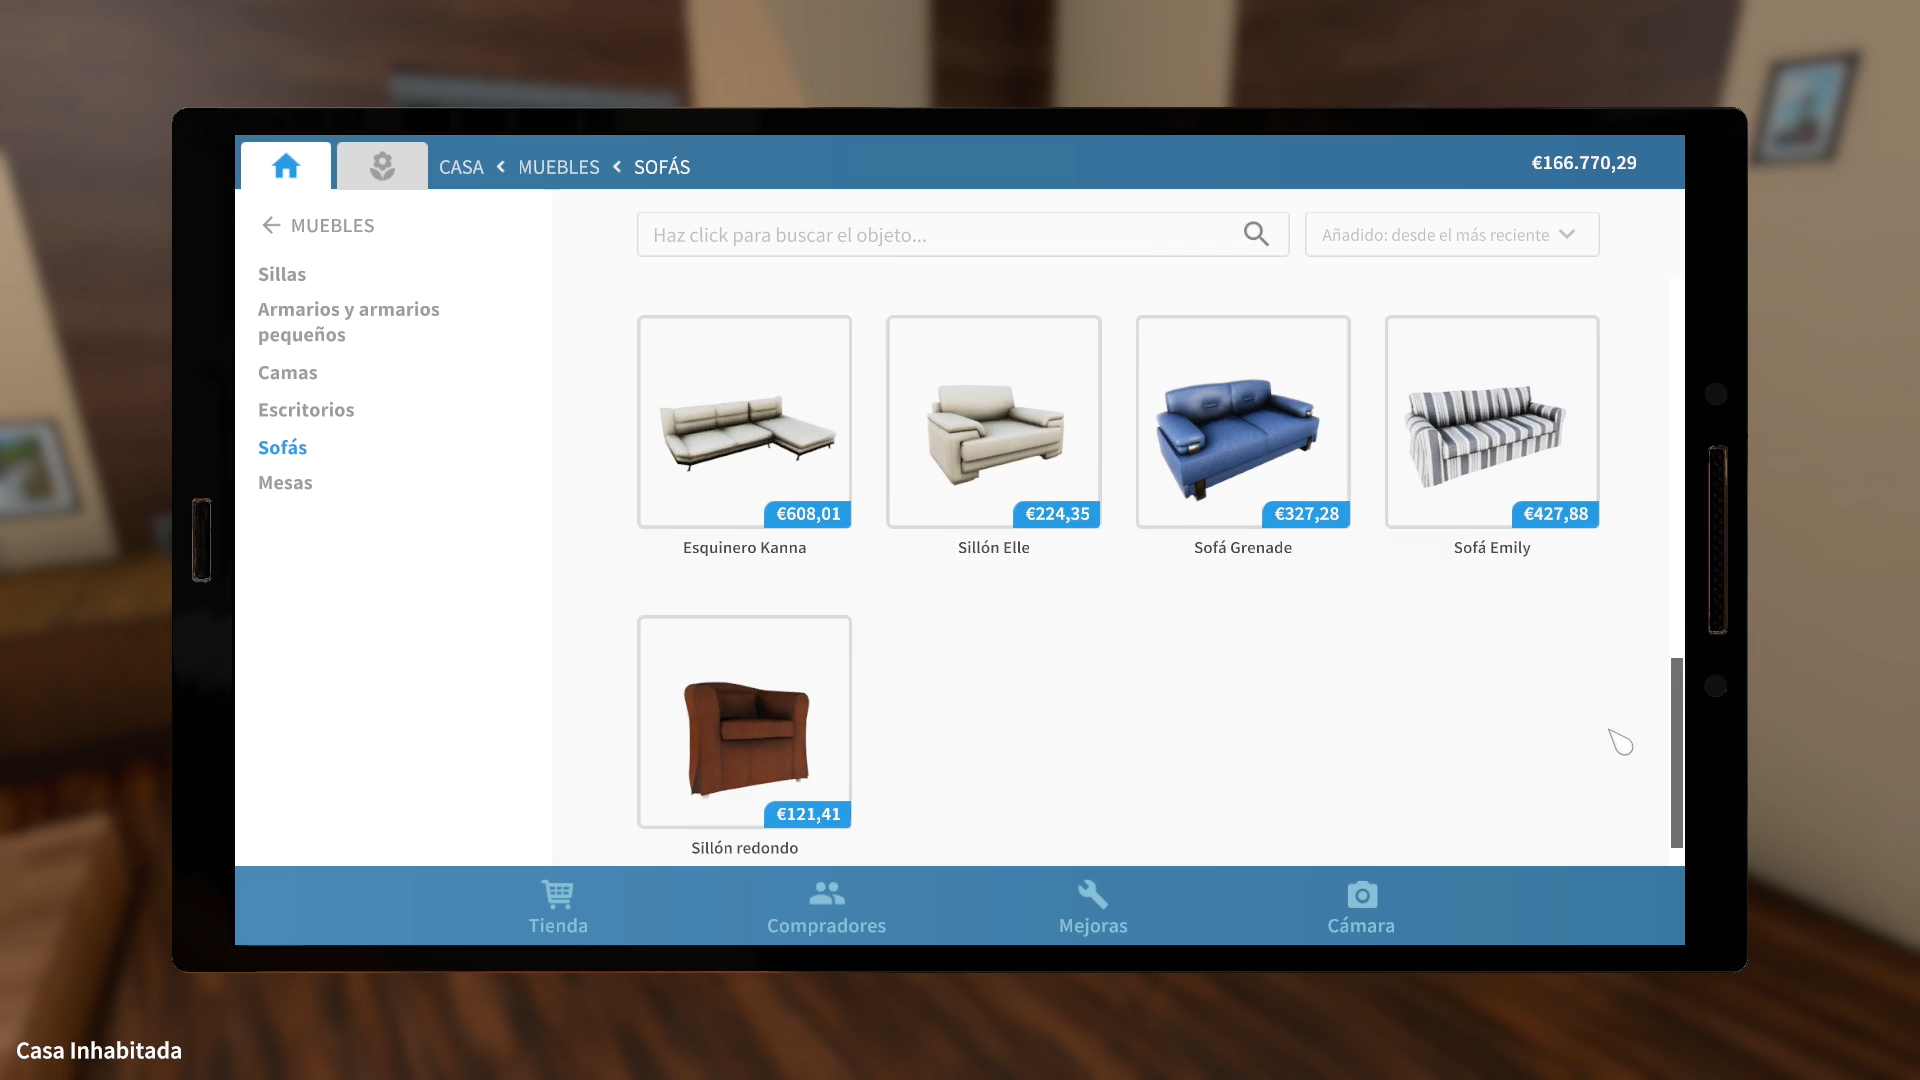 CASA < MUEBLES < SOFÁS
€166.770,29
MUEBLES
Sillas
Armarios y armarios
pequeños
Camas
Escritorios
Sofás
Mesas
Haz click para buscar el objeto...
Añadido: desde el más reciente
€608,01
€224,35
€327,28
€427,88
Esquinero Kanna
Sillón Elle
Sofá Grenade
Sofá Emily
€121,41
Sillón redondo
Tienda
Compradores
Mejoras
Cámara
Casa Inhabitada